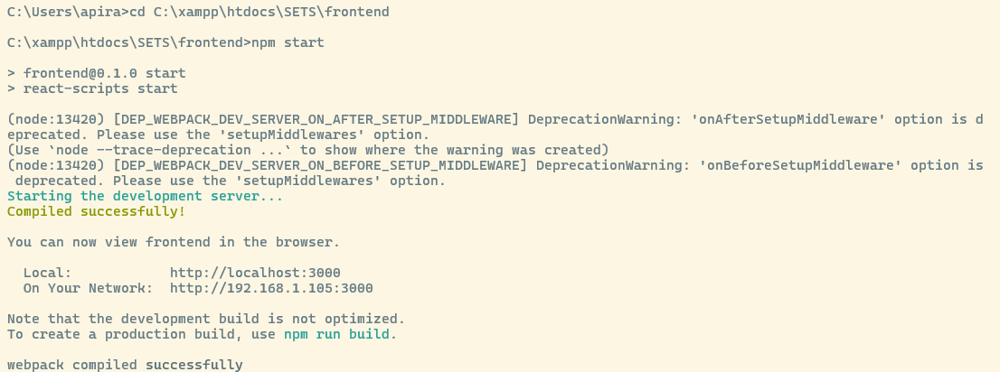 C:\Users\apira>cd C:\xampp\htdocs\SETS\frontend
C:\xampp\htdocs\SETS\frontend>npm start
> frontend@0.1.0 start
> react-scripts start
(node:13420) [DEP_WEBPACK_DEV_SERVER_ON_AFTER_SETUP_MIDDLEWARE] DeprecationWarning: 'onAfterSetupMiddleware' option is d
eprecated. Please use the 'setupMiddlewares' option.
(Use `node --trace-deprecation ...` to show where the warning was created)
(node:13420) [DEP_WEBPACK_DEV_SERVER_ON_BEFORE_SETUP_MIDDLEWARE] DeprecationWarning: 'onBeforeSetupMiddleware' option is
 deprecated. Please use the 'setupMiddlewares' option.
Starting the development server...
Compiled successfully!
You can now view frontend in the browser.
  Local:            http://localhost:3000
  On Your Network:  http://192.168.1.105:3000
Note that the development build is not optimized.
To create a production build, use npm run build.
webpack compiled successfully